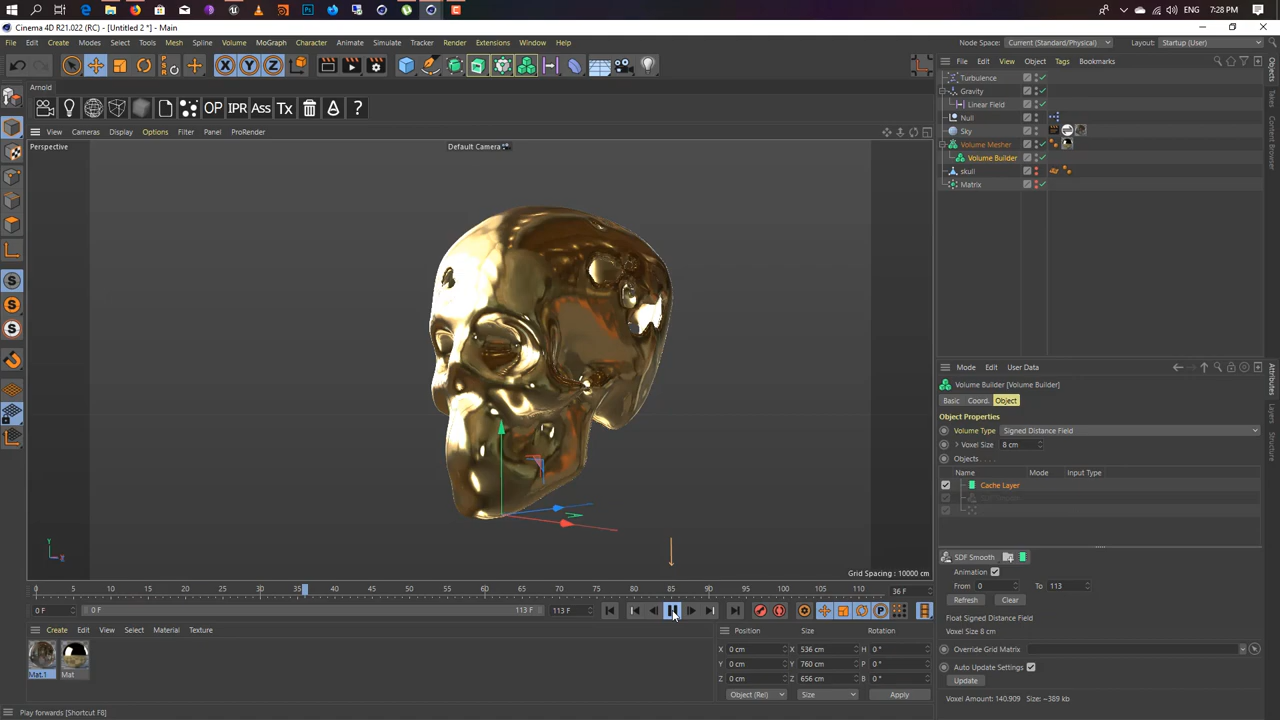 ENG 7:28 PM
Cinema 4D R21.022 (RC) - [Untitled 2 *] - Main
File Edit Create Modes Select Tools Mesh Spline Volume MoGraph Character Animate Simulate Tracker Render Extensions Window Help
Node Space: Current (Standard/Physical) Layout: Startup (User)
X Y Z
File Edit View Object Tags Bookmarks
Arnold
OP IPR Ass Tx ?
View Cameras Display Options Filter Panel ProRender
Perspective
Default Camera
Turbulence
Gravity
Linear Field
Null
Sky
Volume Mesher
Volume Builder
skull
Matrix
Objects
Takes
Content Browser
Mode Edit User Data
Volume Builder [Volume Builder]
Basic Coord. Object
Object Properties
Volume Type Signed Distance Field
Voxel Size 8 cm
Objects . . . .
Name Mode Input Type
Cache Layer
SDF Smooth
SDF Smooth
Animation
From 0 To 113
Refresh Clear
Float Signed Distance Field
Voxel Size 8 cm
Override Grid Matrix
Auto Update Settings
Update
Voxel Amount: 140.909 Size: ~389 kb
Attributes
Layers
Structure
Y
Grid Spacing : 10000 cm
0 5 10 15 20 25 30 36 40 45 50 55 60 65 70 75 80 85 90 95 100 105 110 36 F
0 F 0 F 113 F 113 F
Create Edit View Select Material Texture
Mat.1 Mat
Position Size Rotation
X 0 cm X 536 cm H 0 °
Y 0 cm Y 760 cm P 0 °
Z 0 cm Z 656 cm B 0 °
Object (Rel) Size Apply
Play forwards [Shortcut F8]